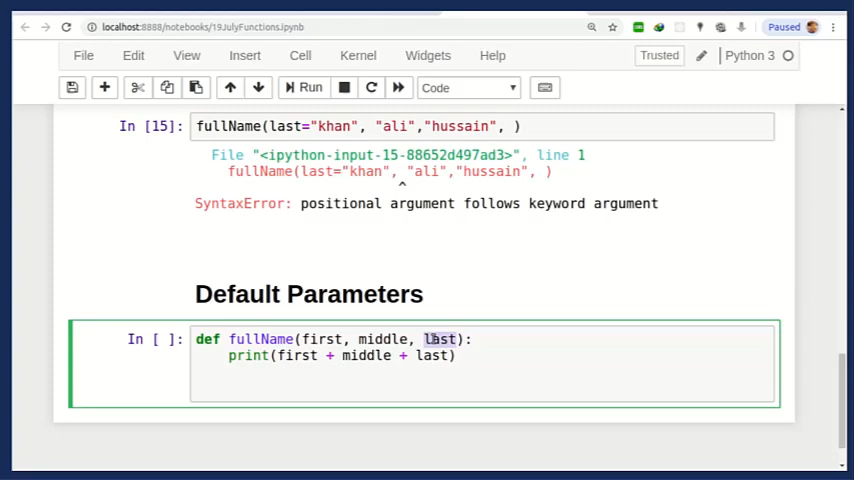 localhost:8888/notebooks/19JulyFunctions.ipynb
Paused
File Edit View Insert Cell Kernel Widgets Help
Trusted Python 3
Run Code
In [15]: fullName(last="khan", "ali","hussain", )
File "<ipython-input-15-88652d497ad3>", line 1
fullName(last="khan", "ali","hussain", )
^
SyntaxError: positional argument follows keyword argument
Default Parameters
In [ ]: def fullName(first, middle, last):
print(first + middle + last)